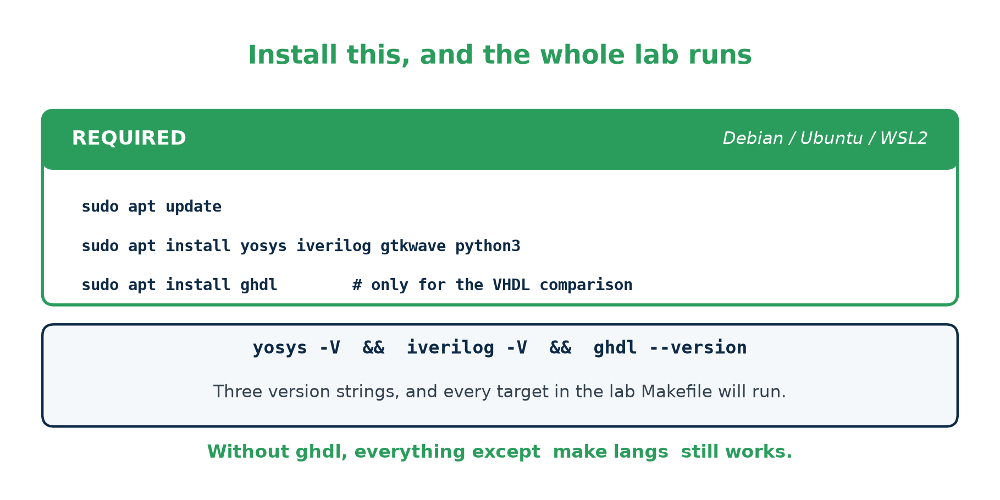 Install this, and the whole lab runs
REQUIRED
Debian / Ubuntu / WSL2
sudo apt update
sudo apt install yosys iverilog gtkwave python3
sudo apt install ghdl        # only for the VHDL comparison
yosys -V  &&  iverilog -V  &&  ghdl --version
Three version strings, and every target in the lab Makefile will run.
Without ghdl, everything except  make langs  still works.